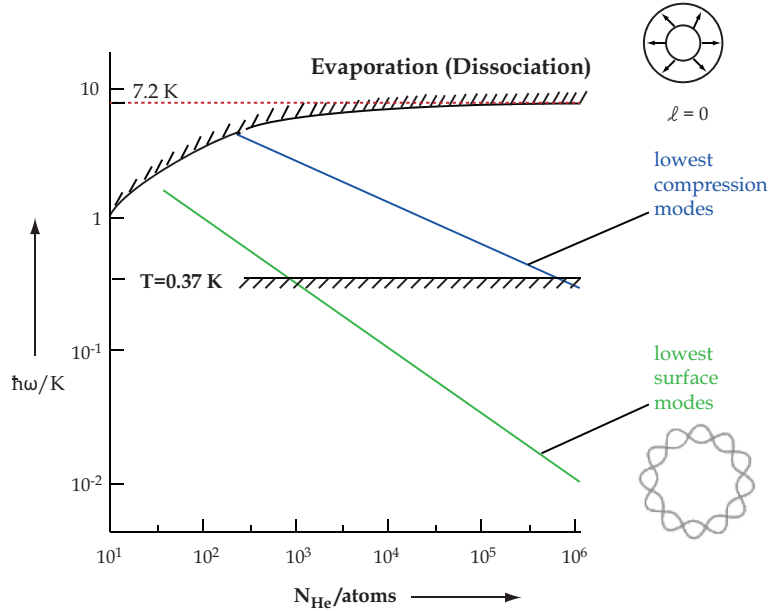 Evaporation (Dissociation)
10
7.2 K
ℓ = 0
lowest
compression
modes
1
T=0.37 K
10⁻¹
ħω/K
lowest
surface
modes
10⁻²
10¹
10²
10³
10⁴
10⁵
10⁶
N_He/atoms